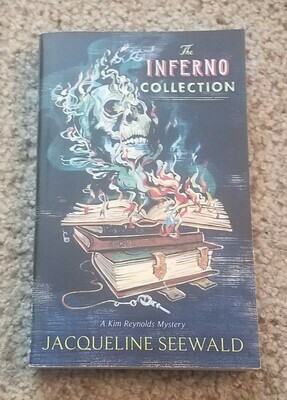 The
INFERNO
COLLECTION
A Kim Reynolds Mystery
JACQUELINE SEEWALD